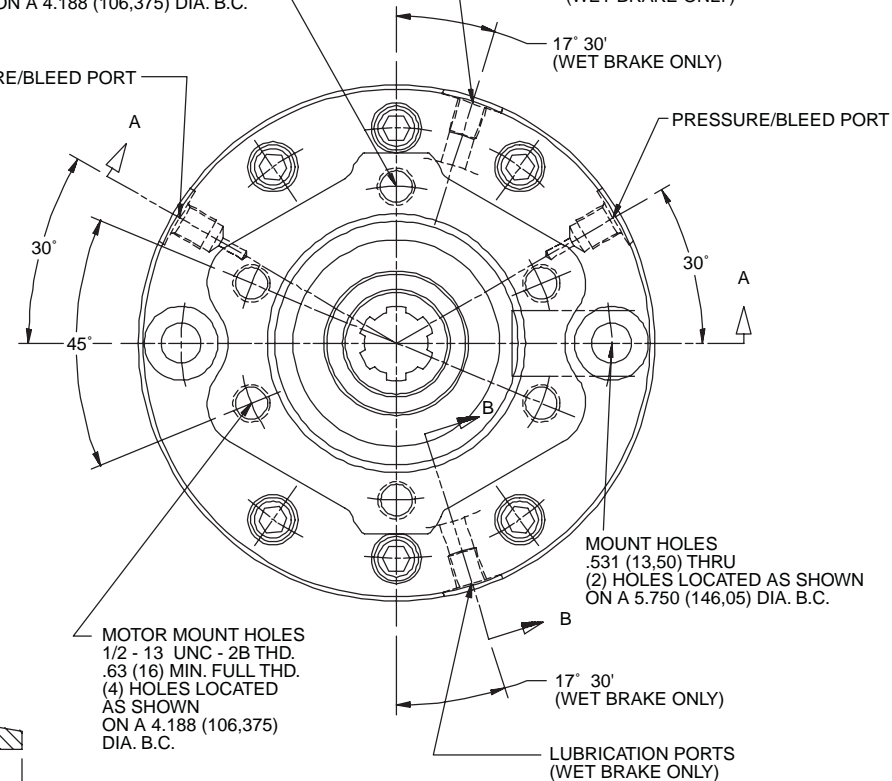 ON A 4.188 (106,375) DIA. B.C.
(WET BRAKE ONLY)
17° 30'
(WET BRAKE ONLY)
RE/BLEED PORT
PRESSURE/BLEED PORT
A
30°
30°
A
45°
B
MOUNT HOLES
.531 (13,50) THRU
(2) HOLES LOCATED AS SHOWN
ON A 5.750 (146,05) DIA. B.C.
B
MOTOR MOUNT HOLES
1/2 - 13 UNC - 2B THD.
.63 (16) MIN. FULL THD.
(4) HOLES LOCATED
AS SHOWN
ON A 4.188 (106,375)
DIA. B.C.
17° 30'
(WET BRAKE ONLY)
LUBRICATION PORTS
(WET BRAKE ONLY)